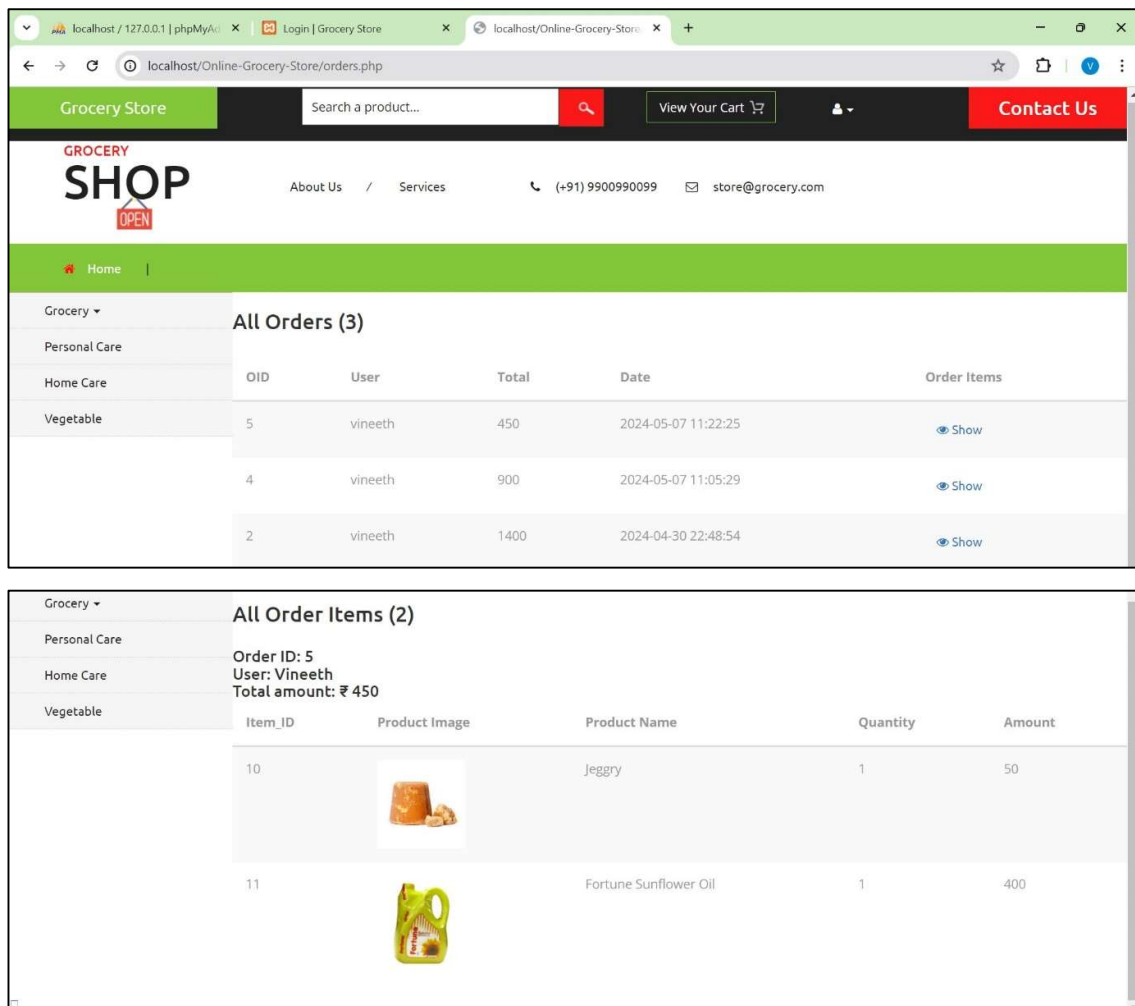 localhost / 127.0.0.1 | phpMyAd
Login | Grocery Store
localhost/Online-Grocery-Store
localhost/Online-Grocery-Store/orders.php
V
Grocery Store
Search a product...
View Your Cart
Contact Us
GROCERY
SHOP
OPEN
About Us / Services
(+91) 9900990099
store@grocery.com
Home |
Grocery
Personal Care
Home Care
Vegetable
All Orders (3)
OID User Total Date Order Items
5 vineeth 450 2024-05-07 11:22:25 Show
4 vineeth 900 2024-05-07 11:05:29 Show
2 vineeth 1400 2024-04-30 22:48:54 Show
Grocery
Personal Care
Home Care
Vegetable
All Order Items (2)
Order ID: 5
User: Vineeth
Total amount: ₹ 450
Item_ID Product Image Product Name Quantity Amount
10 Jeggry 1 50
11 Fortune Sunflower Oil 1 400
Fortune